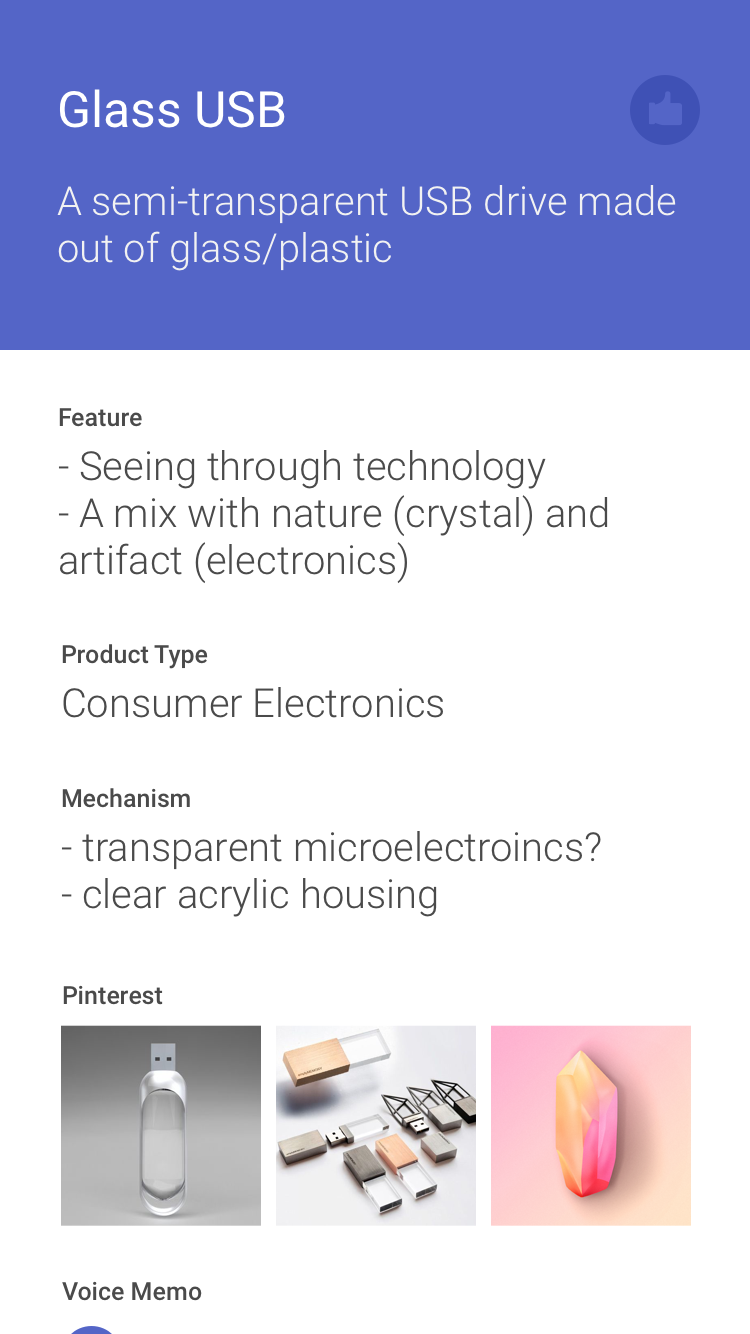 Glass USB
A semi-transparent USB drive made
out of glass/plastic
Feature
- Seeing through technology
- A mix with nature (crystal) and
artifact (electronics)
Product Type
Consumer Electronics
Mechanism
- transparent microelectroincs?
- clear acrylic housing
Pinterest
Voice Memo